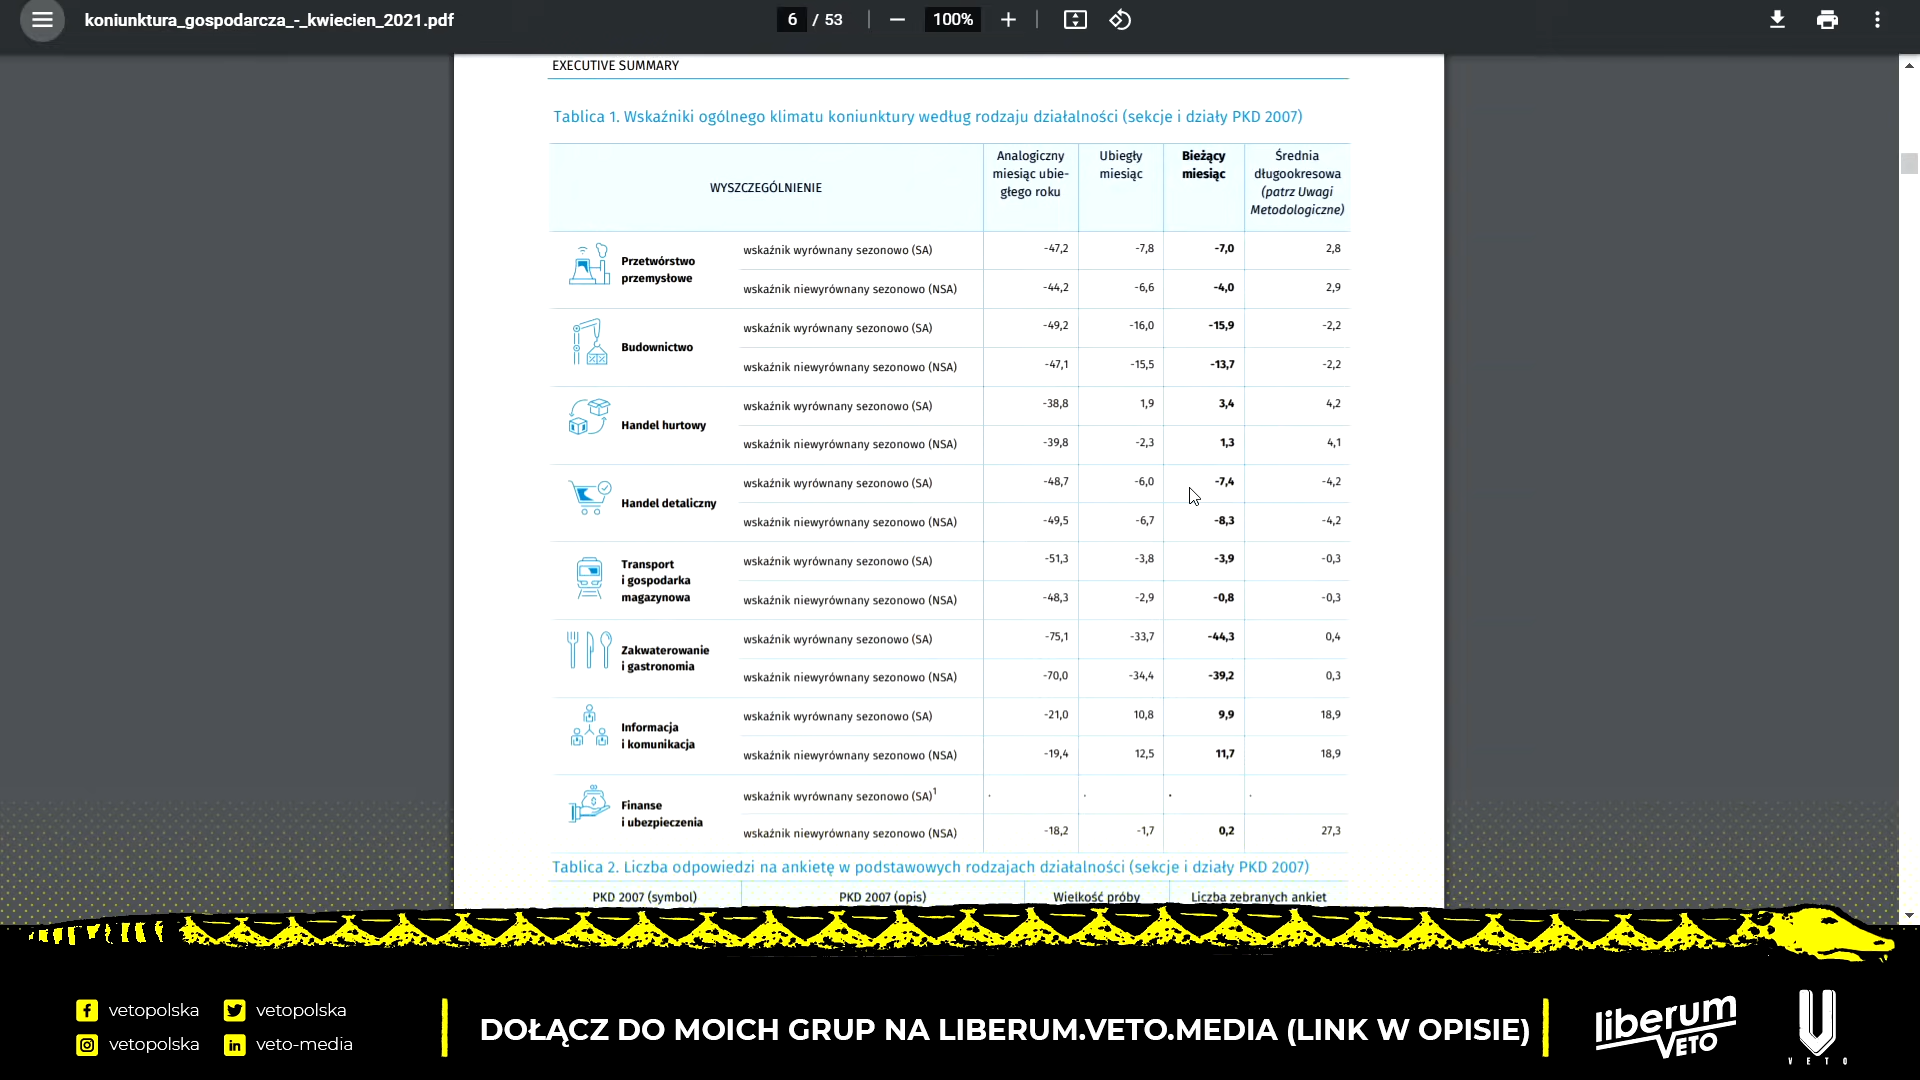 koniunktura_gospodarcza_-_kwiecien_2021.pdf
6 / 53
100%
EXECUTIVE SUMMARY
Tablica 1. Wskaźniki ogólnego klimatu koniunktury według rodzaju działalności (sekcje i działy PKD 2007)
WYSZCZEGÓLNIENIE
Analogiczny
miesiąc ubie-
głego roku
Ubiegły
miesiąc
Bieżący
miesiąc
Średnia
długookresowa
(patrz Uwagi
Metodologiczne)
Przetwórstwo
przemysłowe
wskaźnik wyrównany sezonowo (SA) -47,2 -7,8 -7,0 2,8
wskaźnik niewyrównany sezonowo (NSA) -44,2 -6,6 -4,0 2,9
Budownictwo
wskaźnik wyrównany sezonowo (SA) -49,2 -16,0 -15,9 -2,2
wskaźnik niewyrównany sezonowo (NSA) -47,1 -15,5 -13,7 -2,2
Handel hurtowy
wskaźnik wyrównany sezonowo (SA) -38,8 1,9 3,4 4,2
wskaźnik niewyrównany sezonowo (NSA) -39,8 -2,3 1,3 4,1
Handel detaliczny
wskaźnik wyrównany sezonowo (SA) -48,7 -6,0 -7,4 -4,2
wskaźnik niewyrównany sezonowo (NSA) -49,5 -6,7 -8,3 -4,2
Transport
i gospodarka
magazynowa
wskaźnik wyrównany sezonowo (SA) -51,3 -3,8 -3,9 -0,3
wskaźnik niewyrównany sezonowo (NSA) -48,3 -2,9 -0,8 -0,3
Zakwaterowanie
i gastronomia
wskaźnik wyrównany sezonowo (SA) -75,1 -33,7 -44,3 0,4
wskaźnik niewyrównany sezonowo (NSA) -70,0 -34,4 -39,2 0,3
Informacja
i komunikacja
wskaźnik wyrównany sezonowo (SA) -21,0 10,8 9,9 18,9
wskaźnik niewyrównany sezonowo (NSA) -19,4 12,5 11,7 18,9
Finanse
i ubezpieczenia
wskaźnik wyrównany sezonowo (SA)¹ . . . .
wskaźnik niewyrównany sezonowo (NSA) -18,2 -1,7 0,2 27,3
Tablica 2. Liczba odpowiedzi na ankietę w podstawowych rodzajach działalności (sekcje i działy PKD 2007)
PKD 2007 (symbol) PKD 2007 (opis) Wielkość próby Liczba zebranych ankiet
vetopolska vetopolska
vetopolska veto-media
DOŁĄCZ DO MOICH GRUP NA LIBERUM.VETO.MEDIA (LINK W OPISIE)
liberum
VETO
VETO